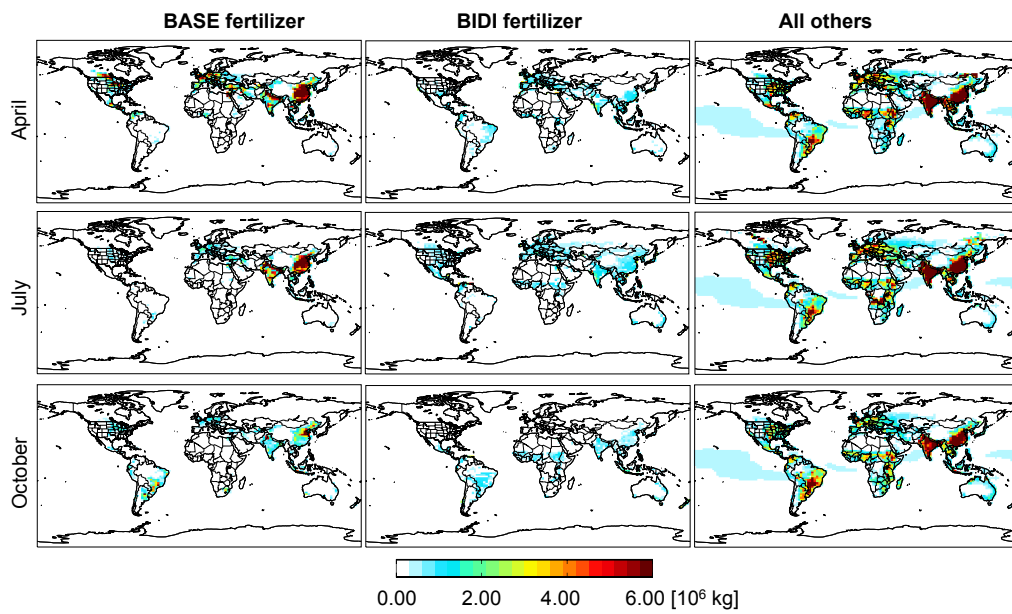 BASE fertilizer BIDI fertilizer All others
April
July
October
0.00 2.00 4.00 6.00 [10⁶ kg]